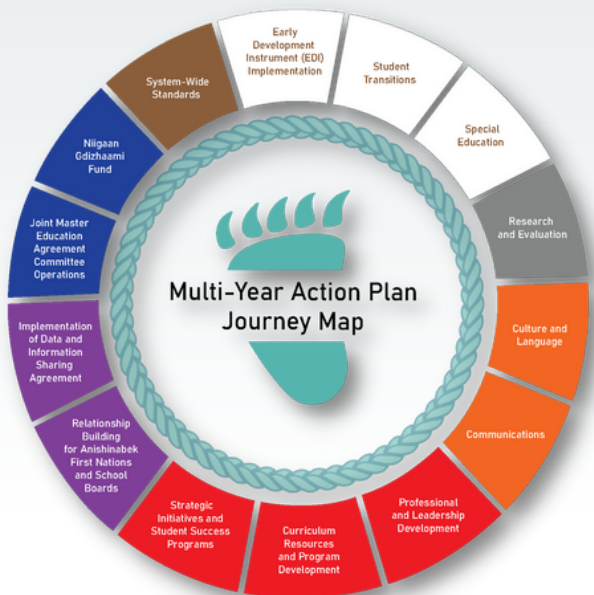 Early
Development
Instrument (EDI)
Implementation
Student
Transitions
Special
Education
Research
and Evaluation
Culture and
Language
Communications
Professional
and Leadership
Development
Curriculum
Resources
and Program
Development
Strategic
Initiatives and
Student Success
Programs
Relationship
Building
for Anishinabek
First Nations
and School
Boards
Implementation
of Data and
Information
Sharing
Agreement
Joint Master
Education
Agreement
Committee
Operations
Niigaan
Gdizhaami
Fund
System-Wide
Standards
Multi-Year Action Plan
Journey Map